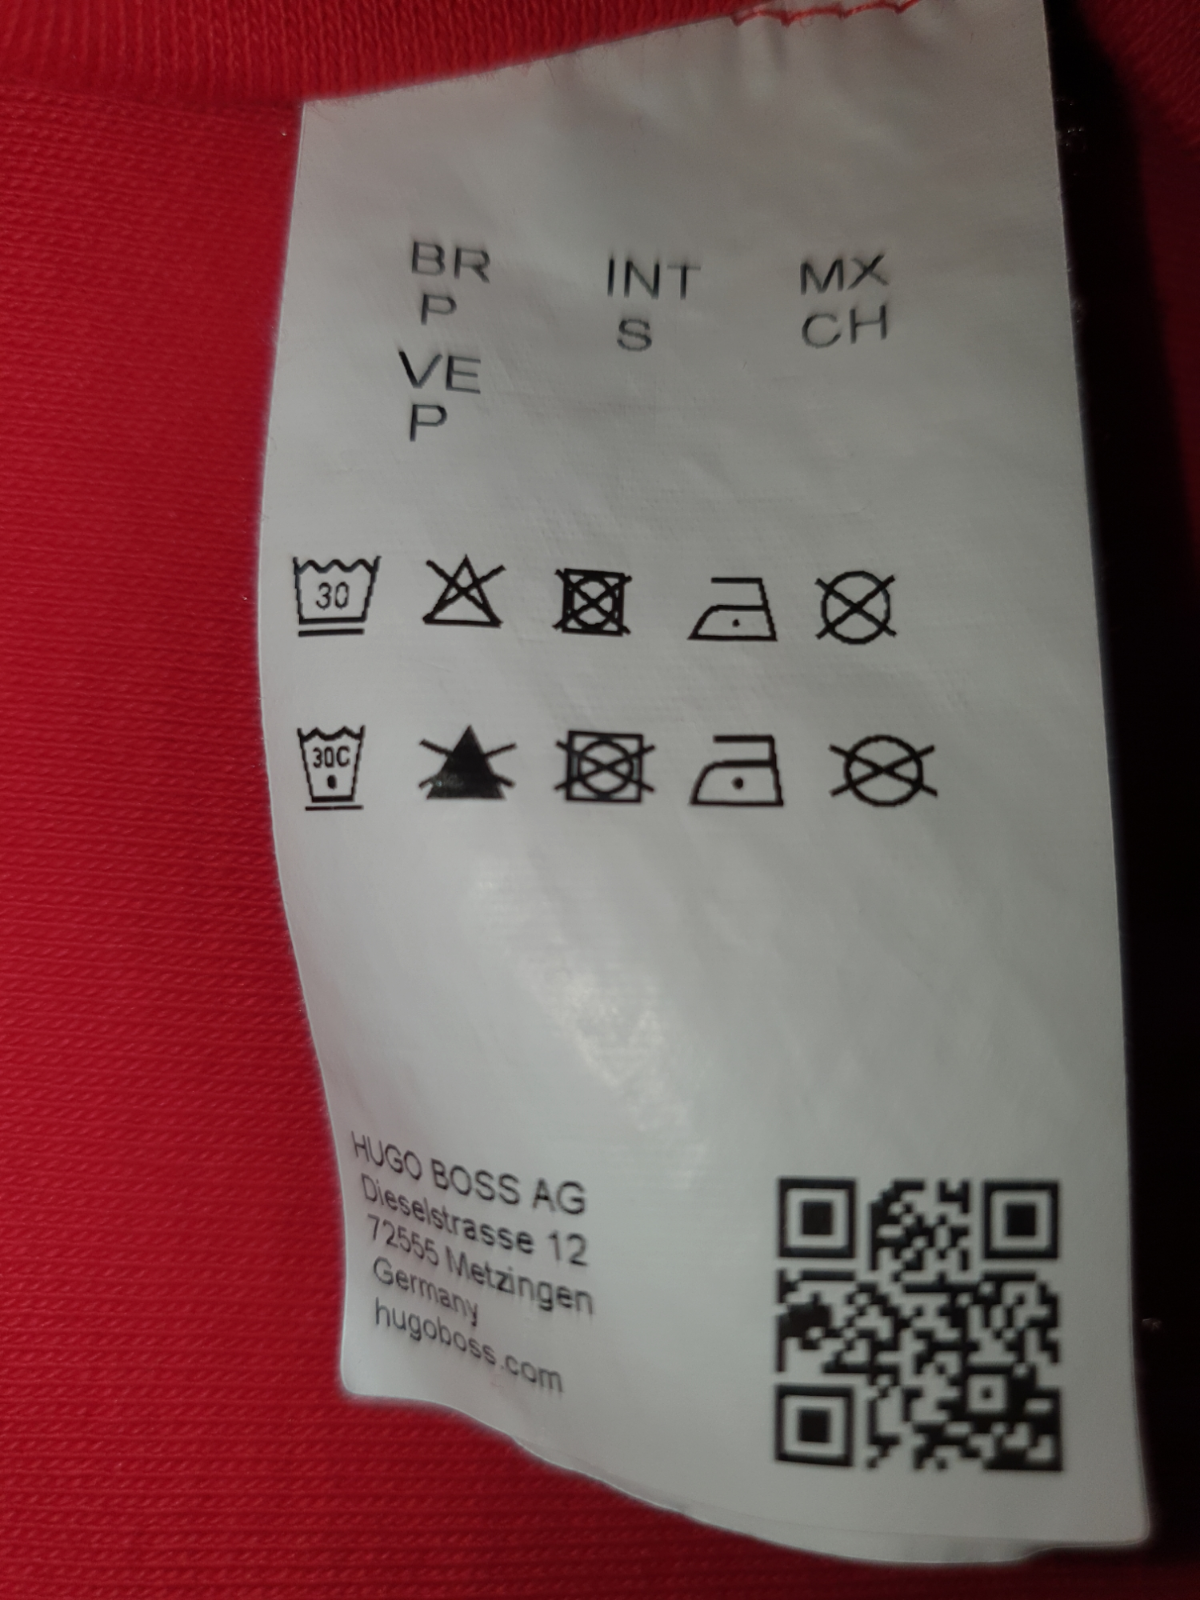 BR INT MX
P S CH
VE
P
30
30C
HUGO BOSS AG
Dieselstrasse 12
72555 Metzingen
Germany
hugoboss.com